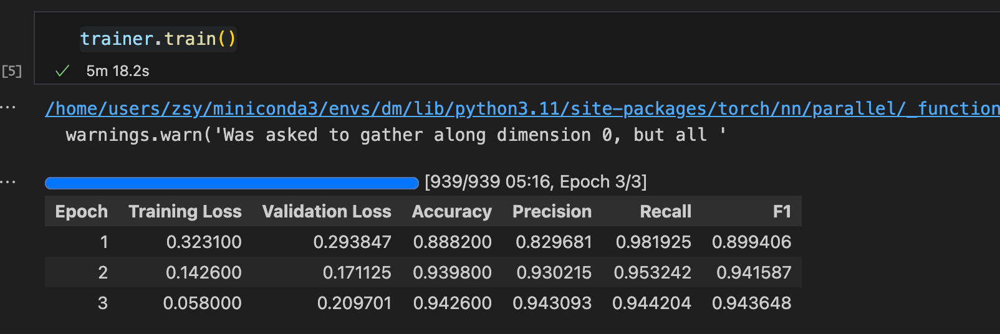 trainer.train()
[5] ✓ 5m 18.2s
... /home/users/zsy/miniconda3/envs/dm/lib/python3.11/site-packages/torch/nn/parallel/_function
warnings.warn('Was asked to gather along dimension 0, but all '
... [939/939 05:16, Epoch 3/3]
Epoch Training Loss Validation Loss Accuracy Precision Recall F1
1 0.323100 0.293847 0.888200 0.829681 0.981925 0.899406
2 0.142600 0.171125 0.939800 0.930215 0.953242 0.941587
3 0.058000 0.209701 0.942600 0.943093 0.944204 0.943648